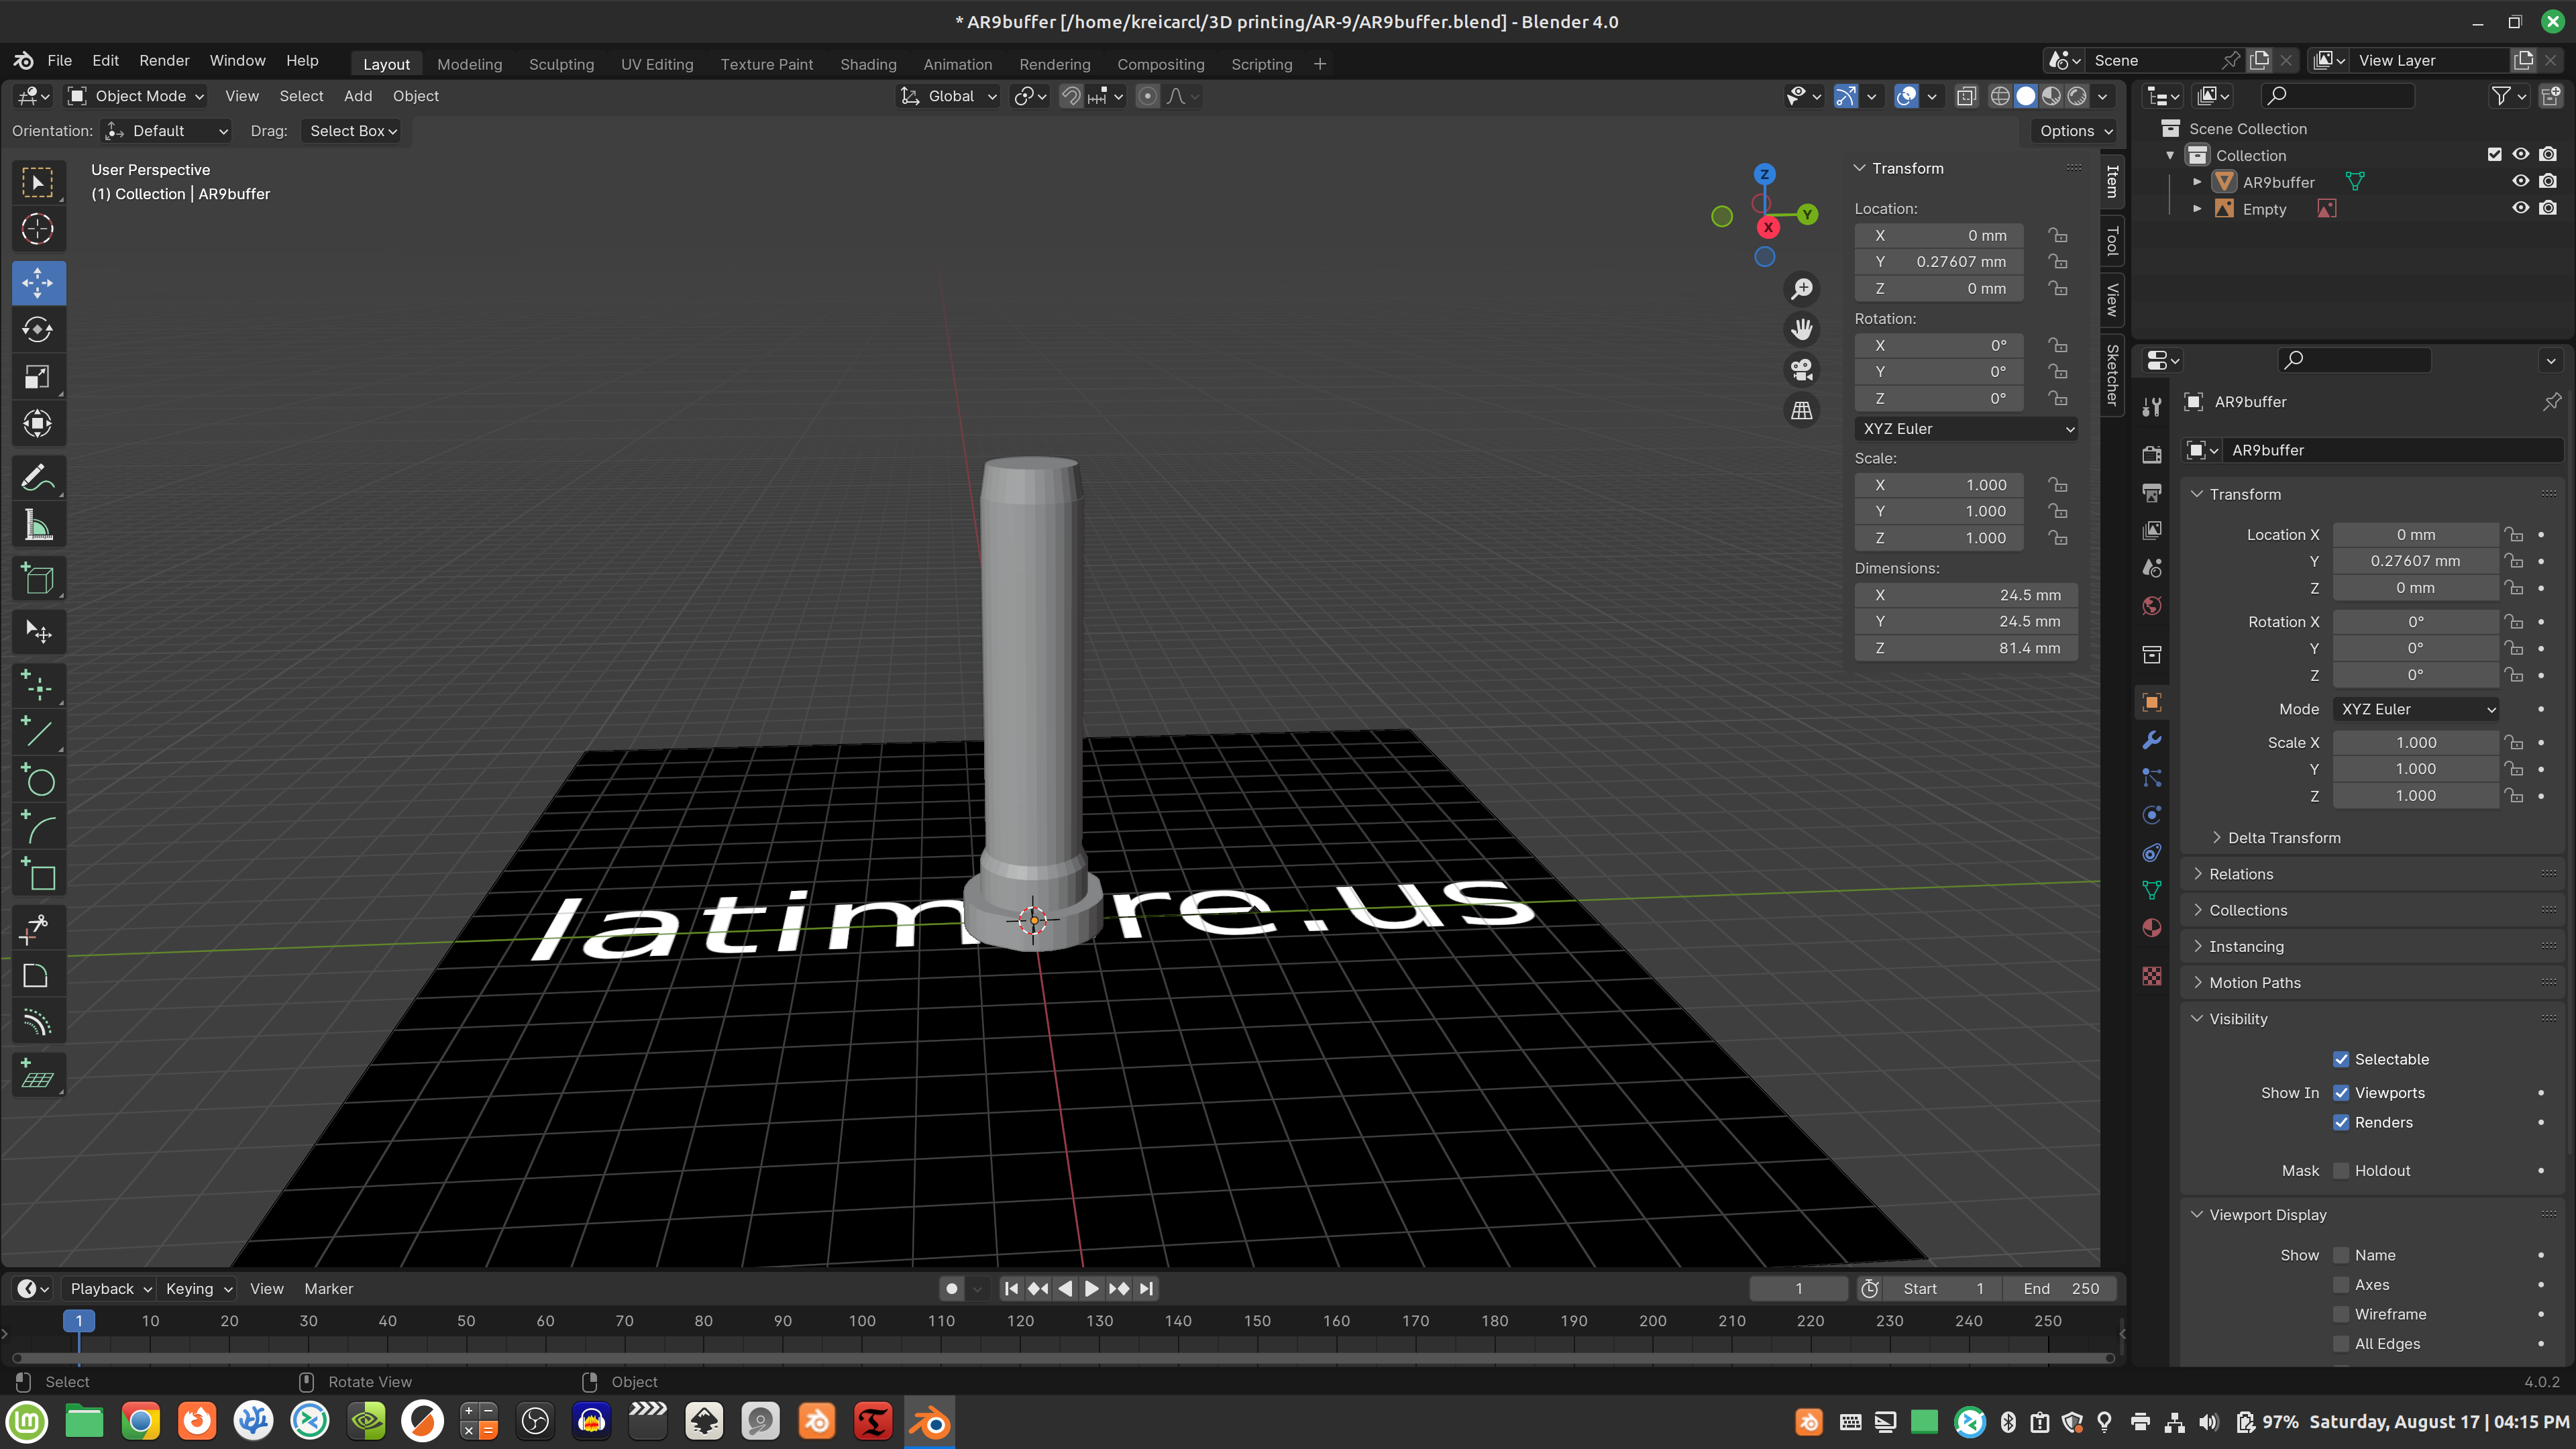 * AR9buffer [/home/kreicarcl/3D printing/AR-9/AR9buffer.blend] - Blender 4.0
File Edit Render Window Help Layout Modeling Sculpting UV Editing Texture Paint Shading Animation Rendering Compositing Scripting + Scene View Layer
Object Mode View Select Add Object Global
Orientation: Default Drag: Select Box Options
User Perspective
(1) Collection | AR9buffer
Z
Y
X
Transform
Location:
X 0 mm
Y 0.27607 mm
Z 0 mm
Rotation:
X 0°
Y 0°
Z 0°
XYZ Euler
Scale:
X 1.000
Y 1.000
Z 1.000
Dimensions:
X 24.5 mm
Y 24.5 mm
Z 81.4 mm
Item
Tool
View
Sketcher
Scene Collection
Collection
AR9buffer
Empty
AR9buffer
AR9buffer
Transform
Location X 0 mm
Y 0.27607 mm
Z 0 mm
Rotation X 0°
Y 0°
Z 0°
Mode XYZ Euler
Scale X 1.000
Y 1.000
Z 1.000
Delta Transform
Relations
Collections
Instancing
Motion Paths
Visibility
Selectable
Show In Viewports
Renders
Mask Holdout
Viewport Display
Show Name
Axes
Wireframe
All Edges
latim re.us
Playback Keying View Marker 1 Start 1 End 250
1 10 20 30 40 50 60 70 80 90 100 110 120 130 140 150 160 170 180 190 200 210 220 230 240 250
Select Rotate View Object 4.0.2
97% Saturday, August 17 | 04:15 PM